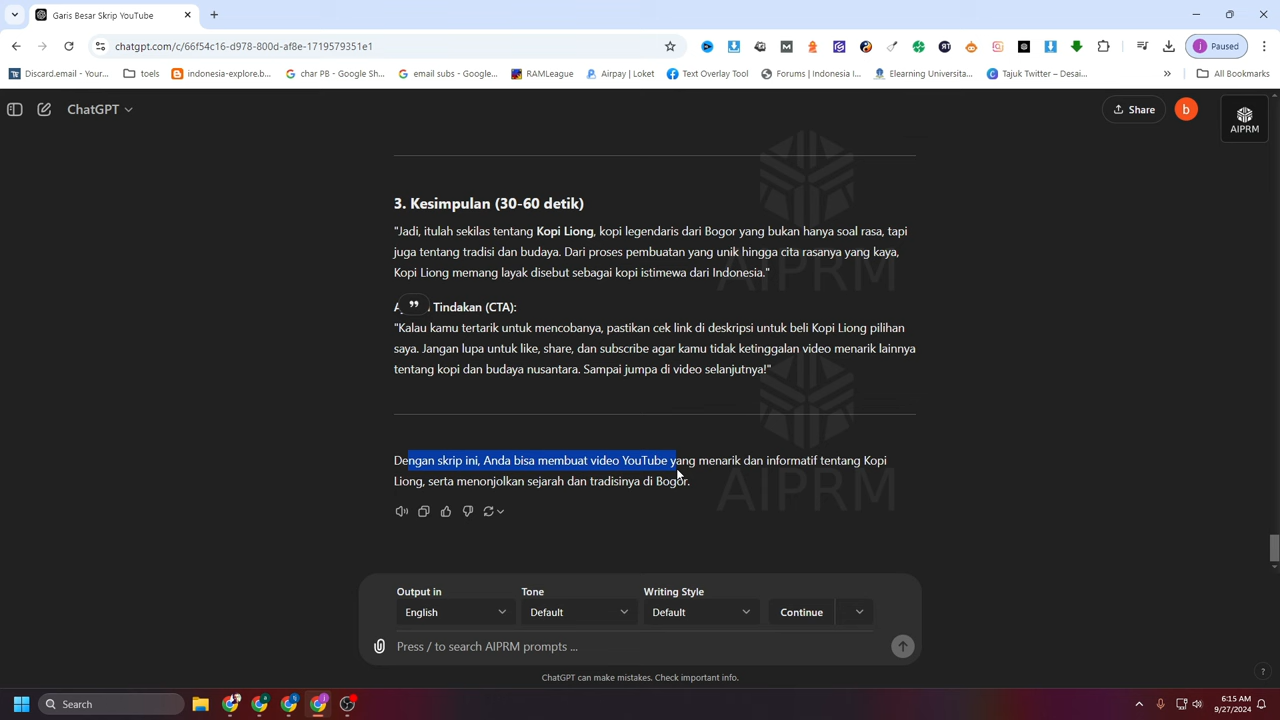 Garis Besar Skrip YouTube
chatgpt.com/c/66f54c16-d978-800d-af8e-1719579351e1
Paused
Discard.email - Your...
toels
indonesia-explore.b...
char PB - Google Sh...
email subs - Google...
RAMLeague
Airpay | Loket
Text Overlay Tool
Forums | Indonesia I...
Elearning Universita...
Tajuk Twitter – Desai...
All Bookmarks
ChatGPT
Share
b
AIPRM
3. Kesimpulan (30-60 detik)
"Jadi, itulah sekilas tentang Kopi Liong, kopi legendaris dari Bogor yang bukan hanya soal rasa, tapi
juga tentang tradisi dan budaya. Dari proses pembuatan yang unik hingga cita rasanya yang kaya,
Kopi Liong memang layak disebut sebagai kopi istimewa dari Indonesia."
AIPRM
Tindakan (CTA):
"Kalau kamu tertarik untuk mencobanya, pastikan cek link di deskripsi untuk beli Kopi Liong pilihan
saya. Jangan lupa untuk like, share, dan subscribe agar kamu tidak ketinggalan video menarik lainnya
tentang kopi dan budaya nusantara. Sampai jumpa di video selanjutnya!"
Dengan skrip ini, Anda bisa membuat video YouTube yang menarik dan informatif tentang Kopi
Liong, serta menonjolkan sejarah dan tradisinya di Bogor.
AIPRM
Output in
Tone
Writing Style
English
Default
Default
Continue
Press / to search AIPRM prompts ...
ChatGPT can make mistakes. Check important info.
?
Search
6:15 AM
9/27/2024